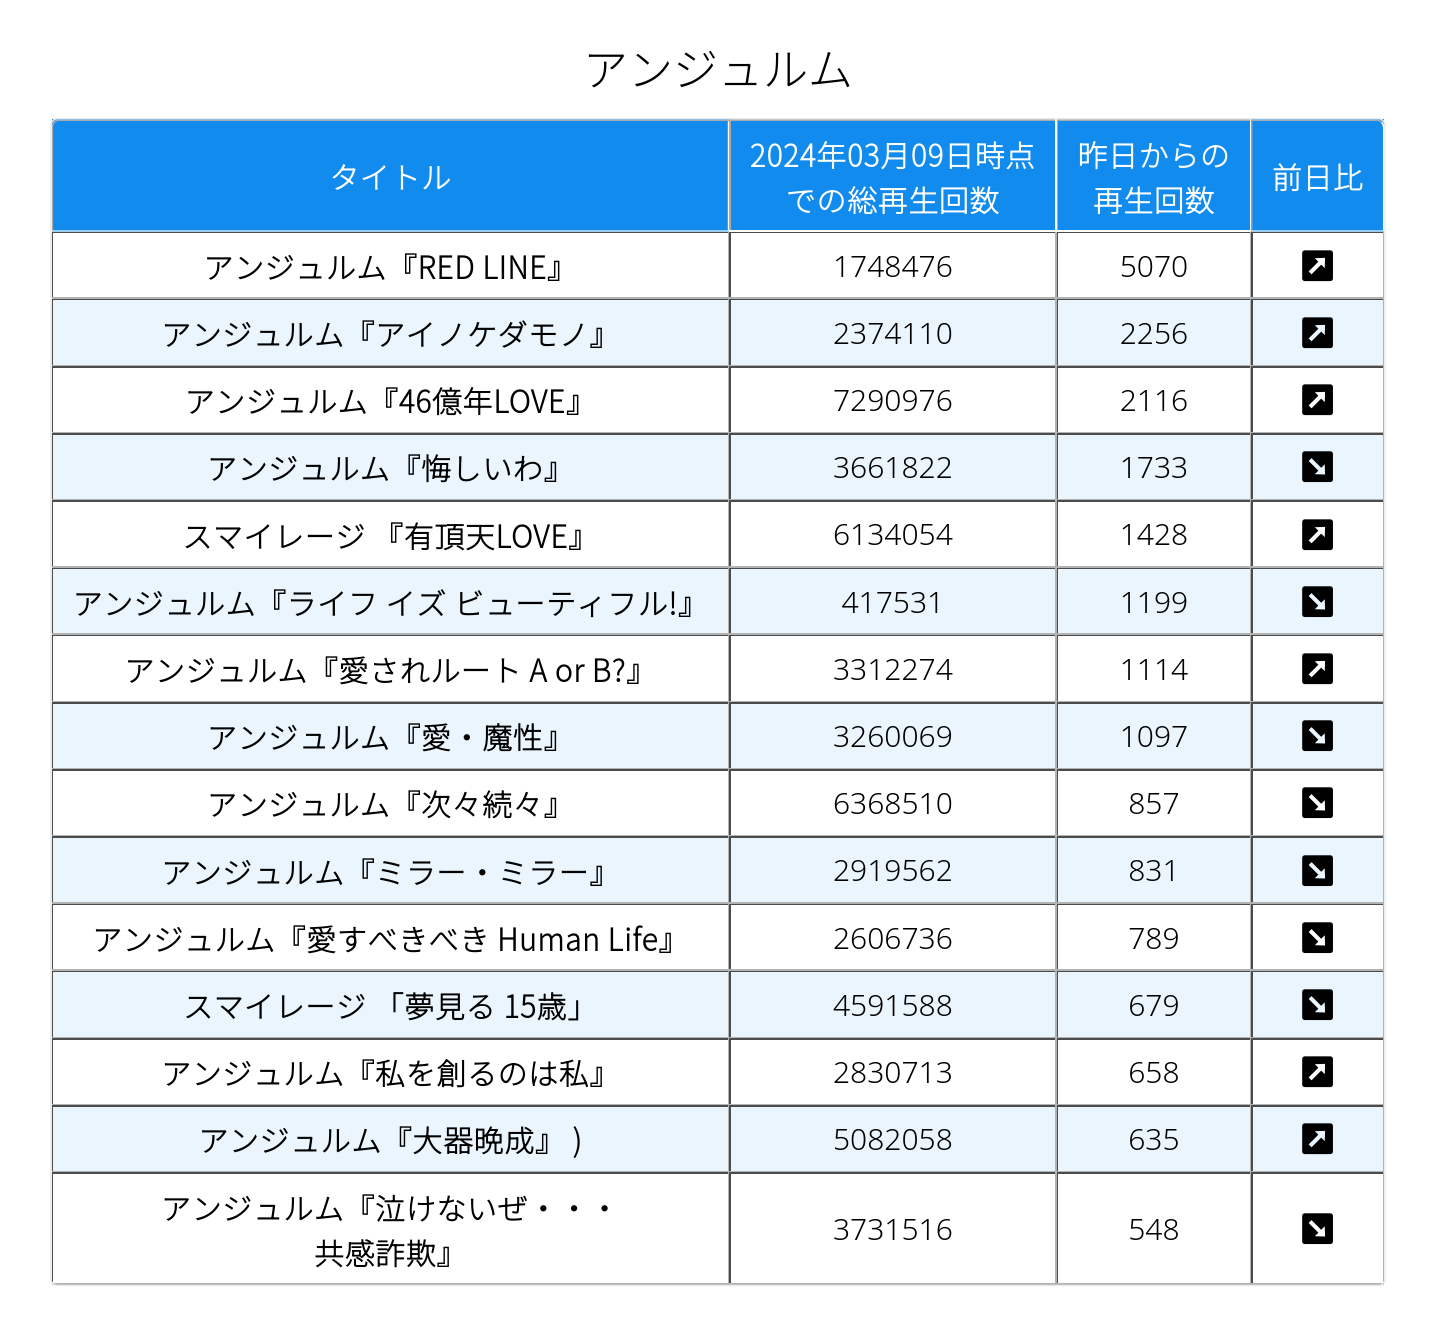 アンジュルム
タイトル 2024年03月09日時点 昨日からの 前日比
での総再生回数 再生回数
アンジュルム『RED LINE』 1748476 5070
アンジュルム『アイノケダモノ』 2374110 2256
アンジュルム『46億年LOVE』 7290976 2116
アンジュルム『悔しいわ』 3661822 1733
スマイレージ 『有頂天LOVE』 6134054 1428
アンジュルム『ライフ イズ ビューティフル!』 417531 1199
アンジュルム『愛されルート A or B?』 3312274 1114
アンジュルム『愛・魔性』 3260069 1097
アンジュルム『次々続々』 6368510 857
アンジュルム『ミラー・ミラー』 2919562 831
アンジュルム『愛すべきべき Human Life』 2606736 789
スマイレージ 「夢見る 15歳」 4591588 679
アンジュルム『私を創るのは私』 2830713 658
アンジュルム『大器晩成』 ) 5082058 635
アンジュルム『泣けないぜ・・・ 3731516 548
共感詐欺』